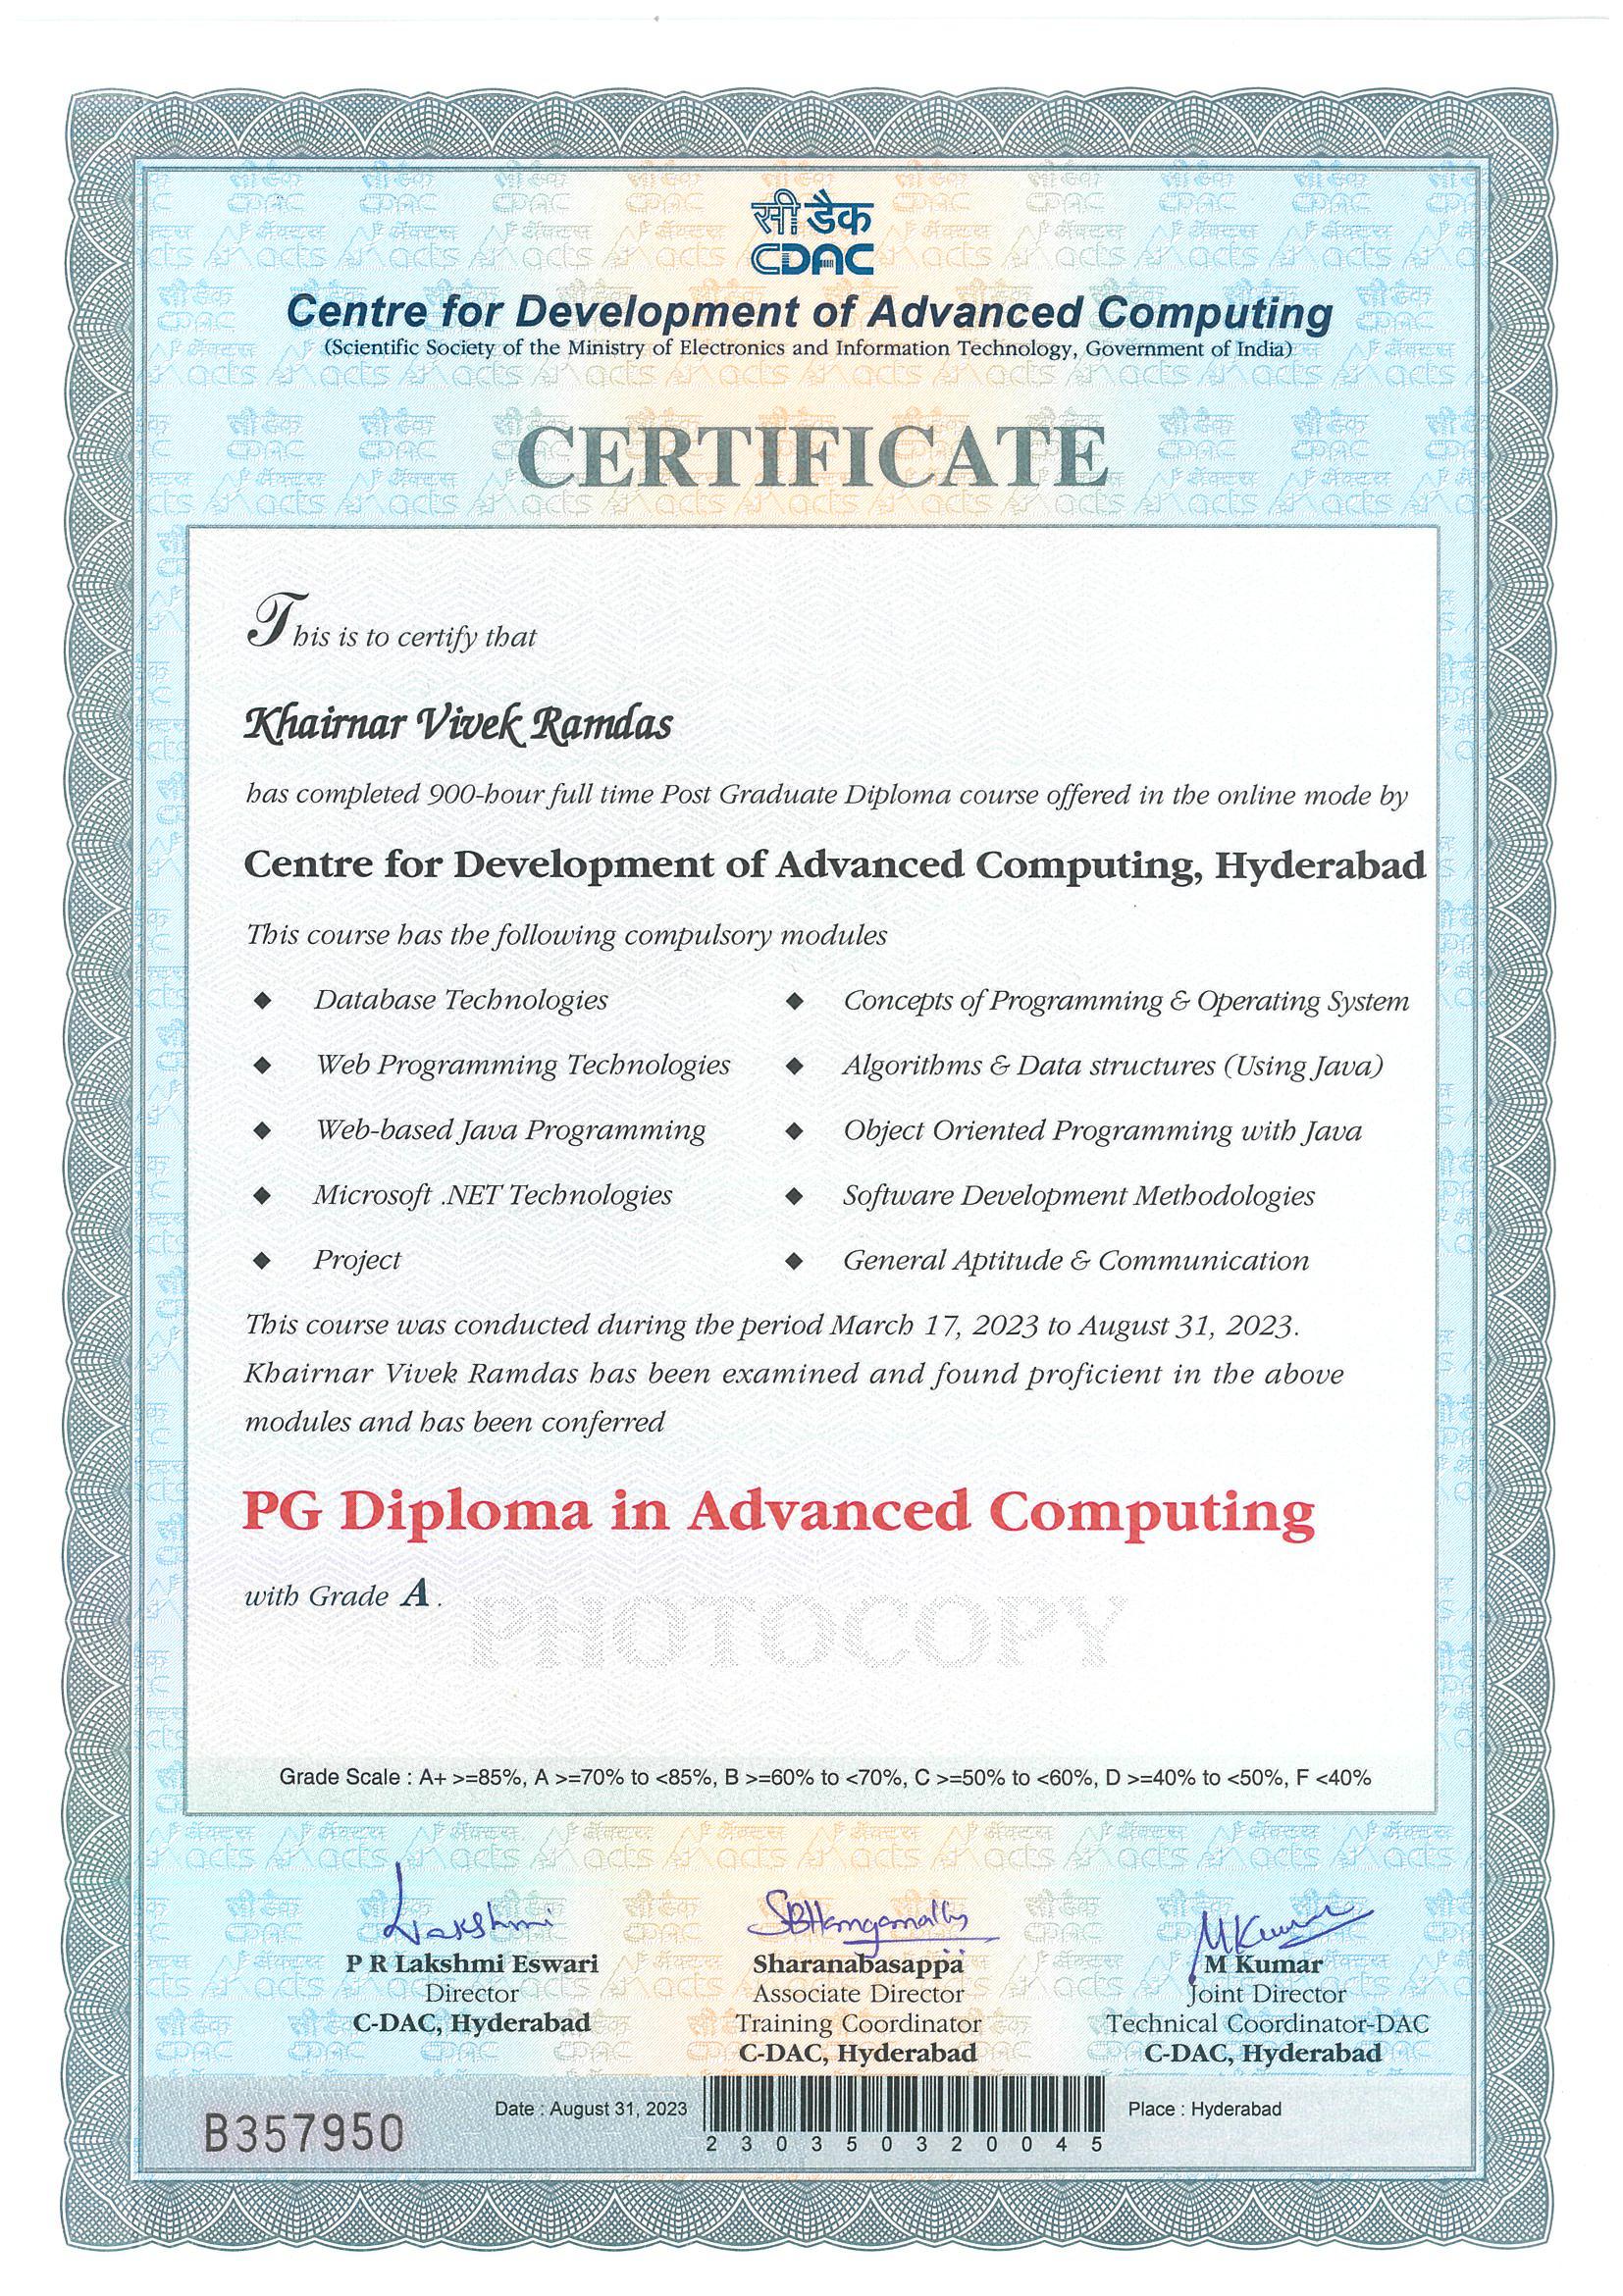 सी डैक
CDAC
Centre for Development of Advanced Computing
(Scientific Society of the Ministry of Electronics and Information Technology, Government of India)
CERTIFICATE
This is to certify that
Khairnar Vivek Ramdas
has completed 900-hour full time Post Graduate Diploma course offered in the online mode by
Centre for Development of Advanced Computing, Hyderabad
This course has the following compulsory modules
◆ Database Technologies
◆ Concepts of Programming & Operating System
◆ Web Programming Technologies
◆ Algorithms & Data structures (Using Java)
◆ Web-based Java Programming
◆ Object Oriented Programming with Java
◆ Microsoft .NET Technologies
◆ Software Development Methodologies
◆ Project
◆ General Aptitude & Communication
This course was conducted during the period March 17, 2023 to August 31, 2023.
Khairnar Vivek Ramdas has been examined and found proficient in the above
modules and has been conferred
PG Diploma in Advanced Computing
with Grade A.
PHOTOCOPY
Grade Scale : A+ >=85%, A >=70% to <85%, B >=60% to <70%, C >=50% to <60%, D >=40% to <50%, F <40%
Lakshmi
P R Lakshmi Eswari
Director
C-DAC, Hyderabad
Sharanabasappa
Associate Director
Training Coordinator
C-DAC, Hyderabad
MKumar
M Kumar
Joint Director
Technical Coordinator-DAC
C-DAC, Hyderabad
B357950
Date : August 31, 2023
230350320045
Place : Hyderabad